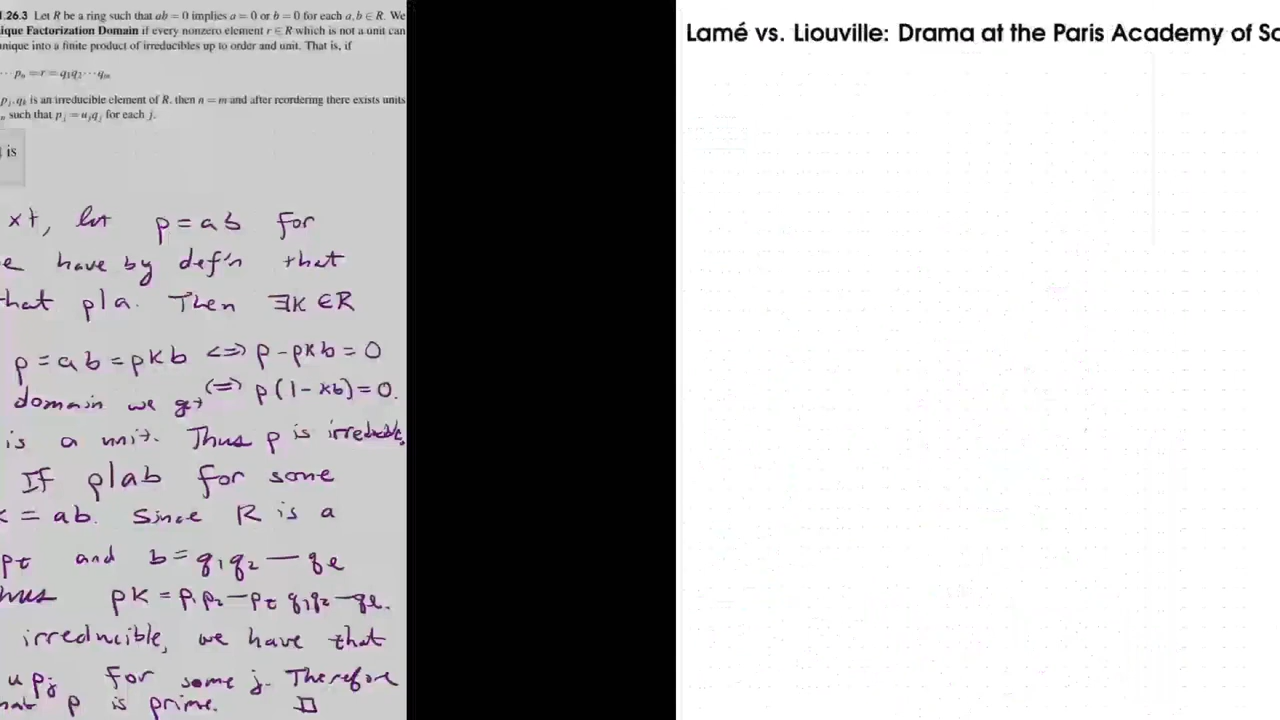 1.26.3 Let R be a ring such that ab = 0 implies a = 0 or b = 0 for each a, b ∈ R. We
ique Factorization Domain if every nonzero element r ∈ R which is not a unit can
nique into a finite product of irreducibles up to order and unit. That is, if
⋯ pₙ = r = q₁q₂ ⋯ qₘ
pⱼ, qₖ is an irreducible element of R, then n = m and after reordering there exists units
ₙ such that pⱼ = uⱼqⱼ for each j.
is
xt, let p = ab for
e have by def'n that
hat p|a. Then ∃k ∈ R
p = ab = pkb <=> p - pkb = 0
<=> p(1 - kb) = 0.
domain we get
is a unit. Thus p is irreducible.
If p|ab for some
= ab. Since R is a
pt and b = q₁q₂ — qe
hus pk = p₁p₂ — pt q₁q₂ — qe.
irreducible, we have that
u pj for some j. Therefore
p is prime. □
Lamé vs. Liouville: Drama at the Paris Academy of Sc